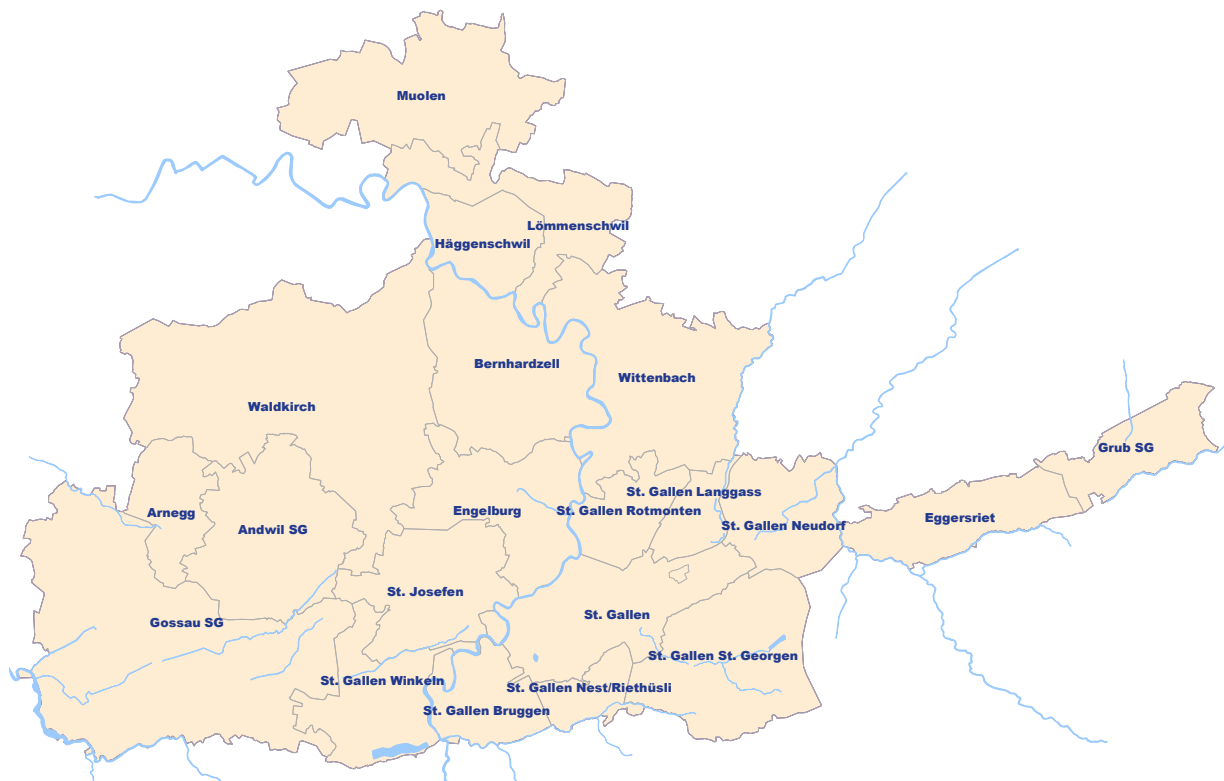 Muolen
Lömmenschwil
Häggenschwil
Bernhardzell
Wittenbach
Waldkirch
Grub SG
St. Gallen Langgass
Arnegg
Engelburg
St. Gallen Rotmonten
Eggersriet
Andwil SG
St. Gallen Neudorf
St. Josefen
St. Gallen
Gossau SG
St. Gallen St. Georgen
St. Gallen Winkeln
St. Gallen Nest/Riethüsli
St. Gallen Bruggen